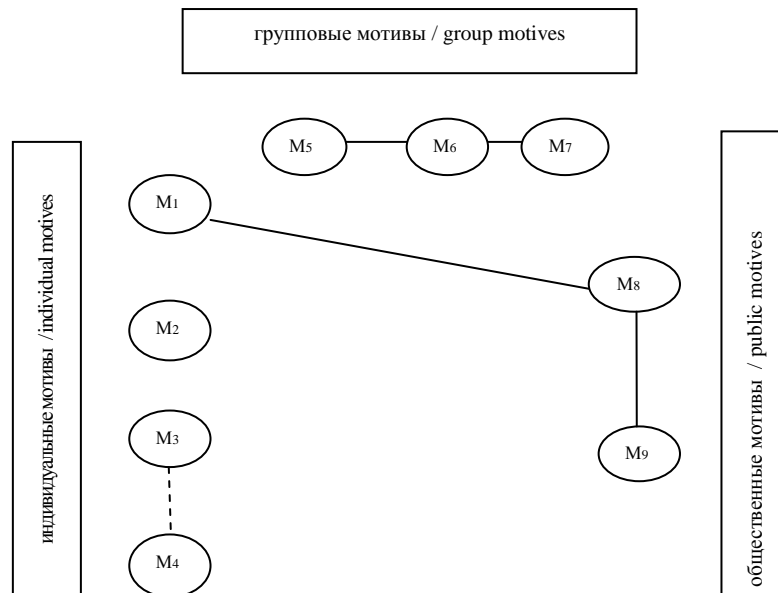 групповые мотивы / group motives
M5
M6
M7
M1
M8
M2
M3
M9
M4
индивидуальные мотивы / individual motives
общественные мотивы / public motives